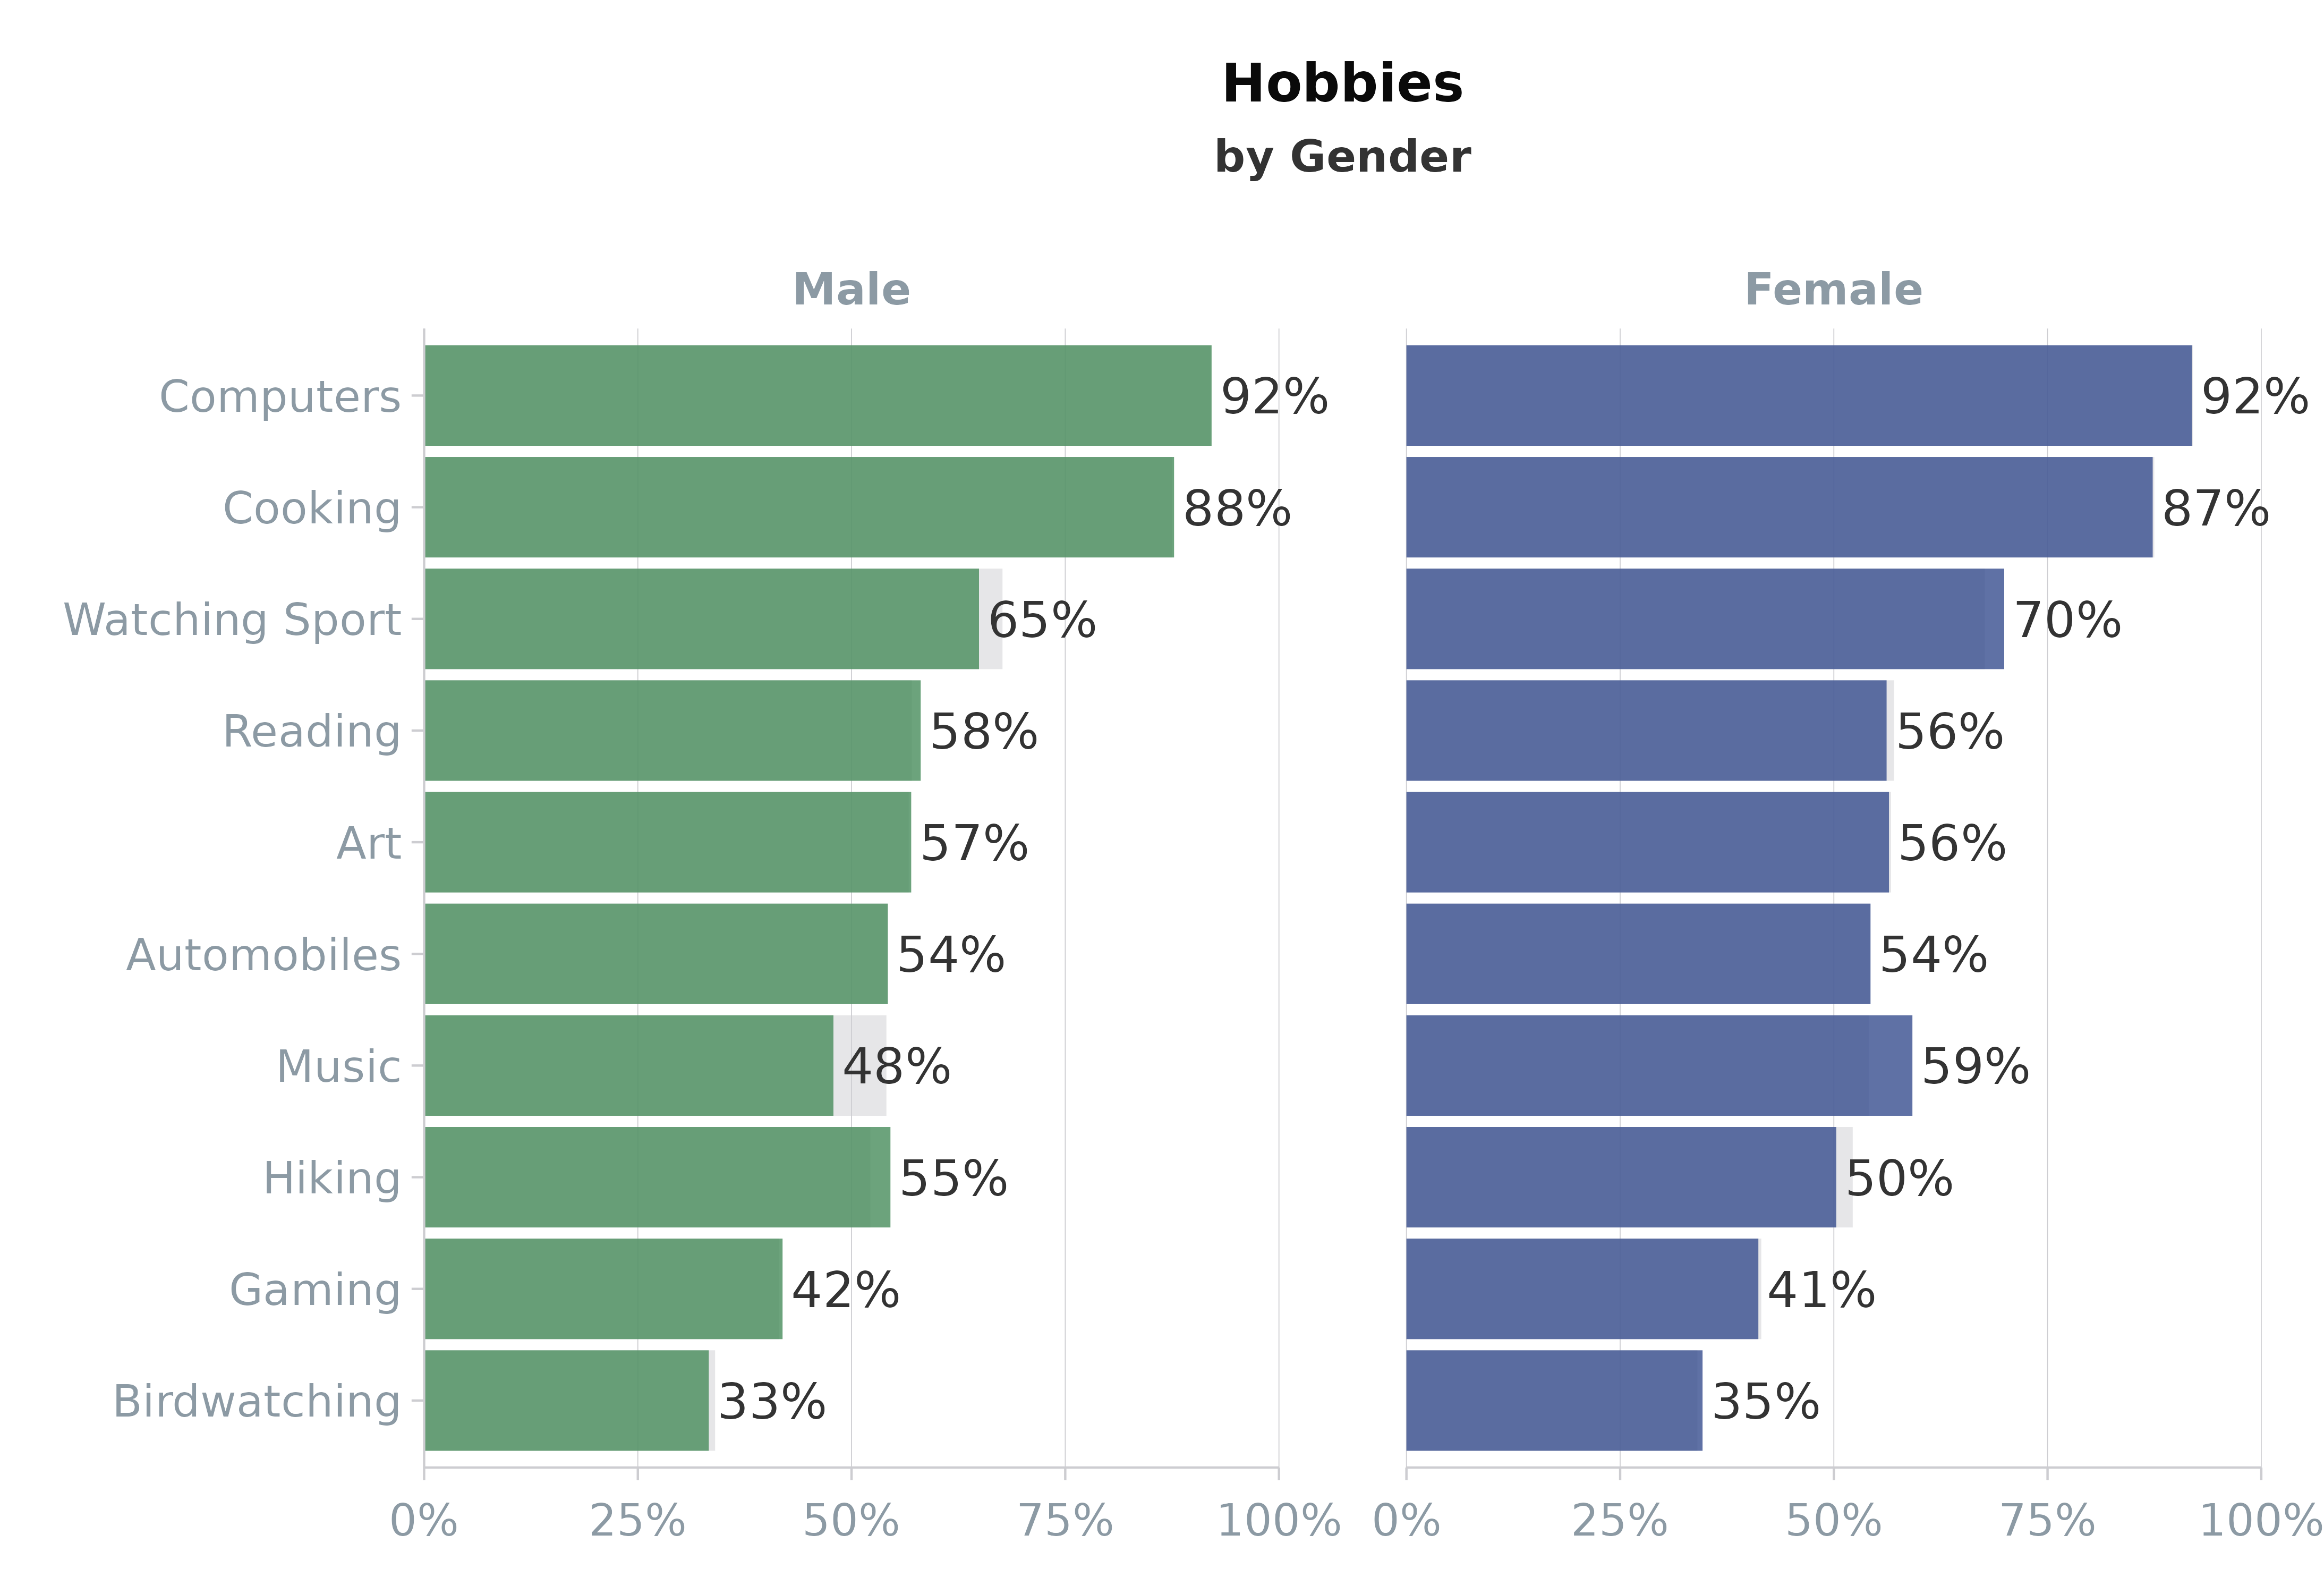 Hobbies
by Gender
Male
Female
Computers 92% 92%
Cooking 88% 87%
Watching Sport 65% 70%
Reading 58% 56%
Art 57% 56%
Automobiles 54% 54%
Music 48% 59%
Hiking 55% 50%
Gaming 42% 41%
Birdwatching 33% 35%
0% 25% 50% 75% 100% 0% 25% 50% 75% 100%